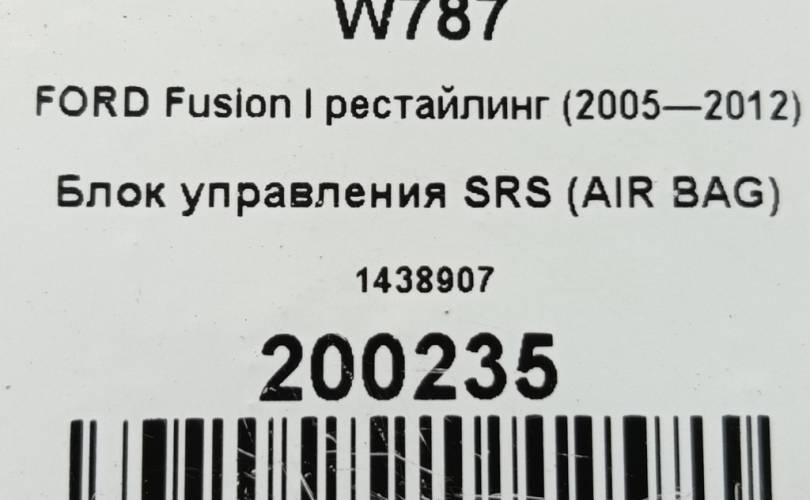 W787
FORD Fusion I рестайлинг (2005—2012)
Блок управления SRS (AIR BAG)
1438907
200235